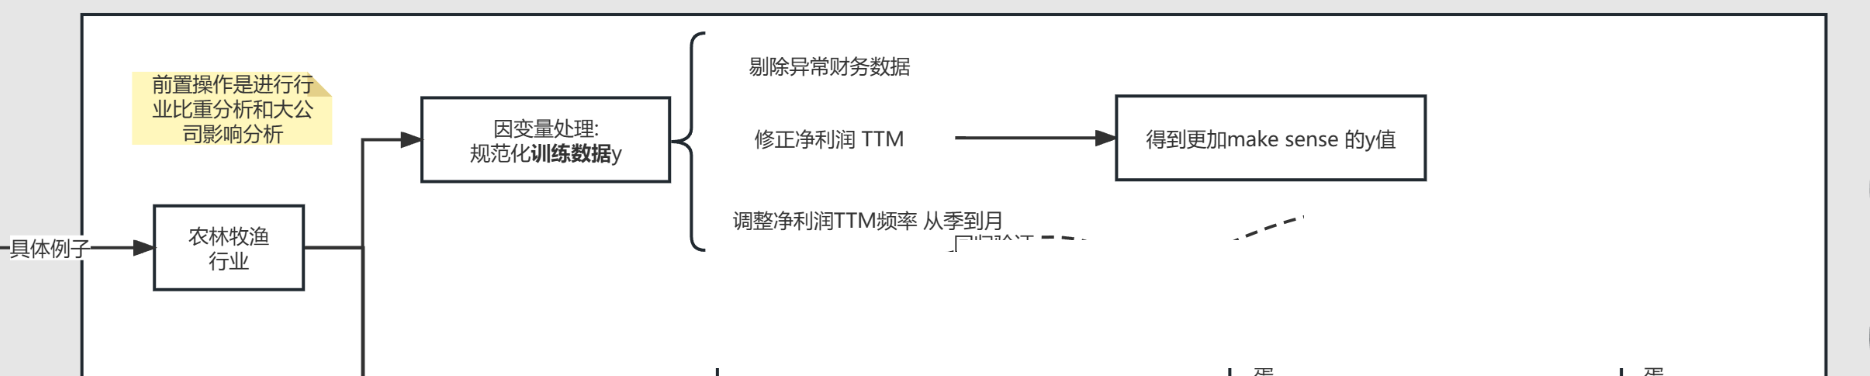 前置操作是进行行
业比重分析和大公
司影响分析
具体例子
农林牧渔
行业
因变量处理:
规范化训练数据y
剔除异常财务数据
修正净利润 TTM
调整净利润TTM频率 从季到月
得到更加make sense 的y值